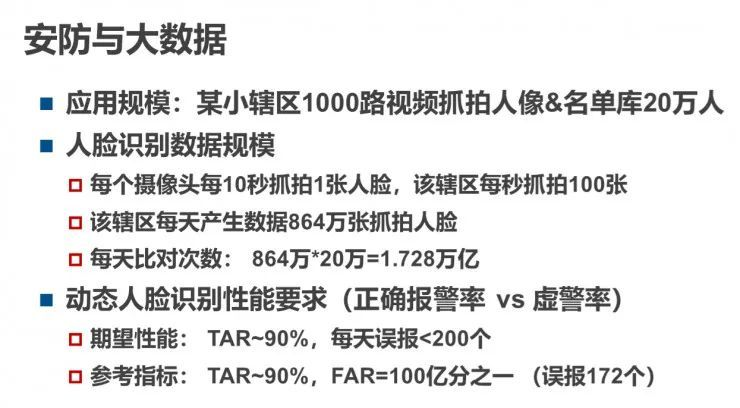 安防与大数据
应用规模：某小辖区1000路视频抓拍人像&名单库20万人
人脸识别数据规模
每个摄像头每10秒抓拍1张人脸，该辖区每秒抓拍100张
该辖区每天产生数据864万张抓拍人脸
每天比对次数： 864万*20万=1.728万亿
动态人脸识别性能要求（正确报警率 vs 虚警率）
期望性能： TAR~90%，每天误报<200个
参考指标： TAR~90%，FAR=100亿分之一 （误报172个）